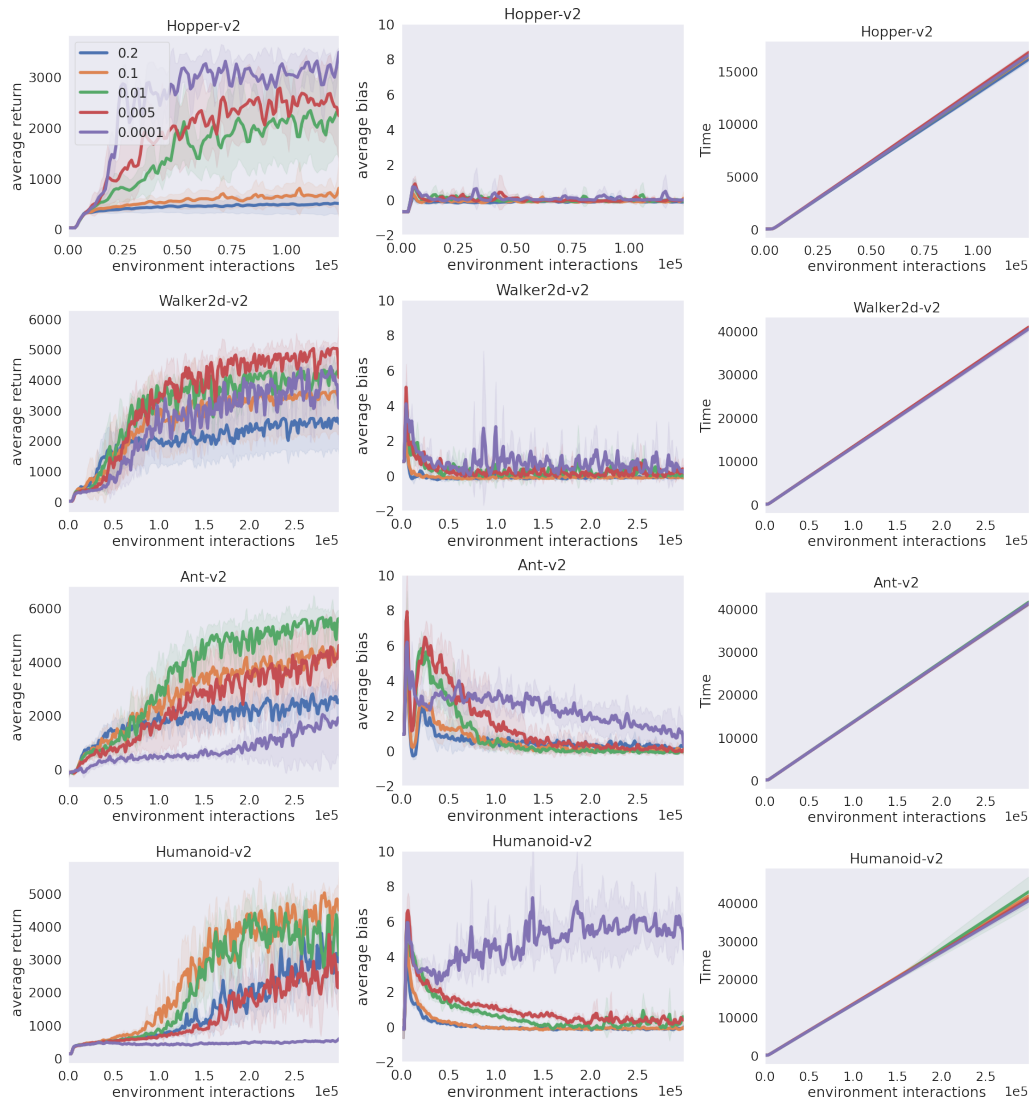 Hopper-v2
average return
3000
2000
1000
0
0.2
0.1
0.01
0.005
0.0001
0.00 0.25 0.50 0.75 1.00
environment interactions 1e5
Hopper-v2
average bias
10
8
6
4
2
0
−2
0.00 0.25 0.50 0.75 1.00
environment interactions 1e5
Hopper-v2
Time
15000
10000
5000
0
0.00 0.25 0.50 0.75 1.00
environment interactions 1e5
Walker2d-v2
average return
6000
5000
4000
3000
2000
1000
0
0.0 0.5 1.0 1.5 2.0 2.5
environment interactions 1e5
Walker2d-v2
average bias
10
8
6
4
2
0
−2
0.0 0.5 1.0 1.5 2.0 2.5
environment interactions 1e5
Walker2d-v2
Time
40000
30000
20000
10000
0
0.0 0.5 1.0 1.5 2.0 2.5
environment interactions 1e5
Ant-v2
average return
6000
4000
2000
0
0.0 0.5 1.0 1.5 2.0 2.5
environment interactions 1e5
Ant-v2
average bias
10
8
6
4
2
0
−2
0.0 0.5 1.0 1.5 2.0 2.5
environment interactions 1e5
Ant-v2
Time
40000
30000
20000
10000
0
0.0 0.5 1.0 1.5 2.0 2.5
environment interactions 1e5
Humanoid-v2
average return
5000
4000
3000
2000
1000
0
0.0 0.5 1.0 1.5 2.0 2.5
environment interactions 1e5
Humanoid-v2
average bias
10
8
6
4
2
0
−2
0.0 0.5 1.0 1.5 2.0 2.5
environment interactions 1e5
Humanoid-v2
Time
40000
30000
20000
10000
0
0.0 0.5 1.0 1.5 2.0 2.5
environment interactions 1e5